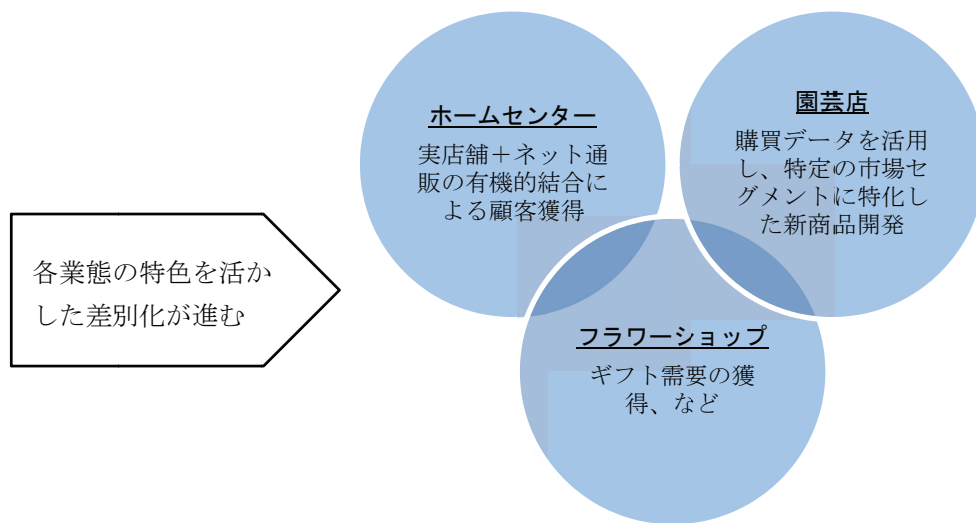 各業態の特色を活か
した差別化が進む
ホームセンター
実店舗＋ネット通
販の有機的結合に
よる顧客獲得
園芸店
購買データを活用
し、特定の市場セ
グメントに特化し
た新商品開発
フラワーショップ
ギフト需要の獲
得、など